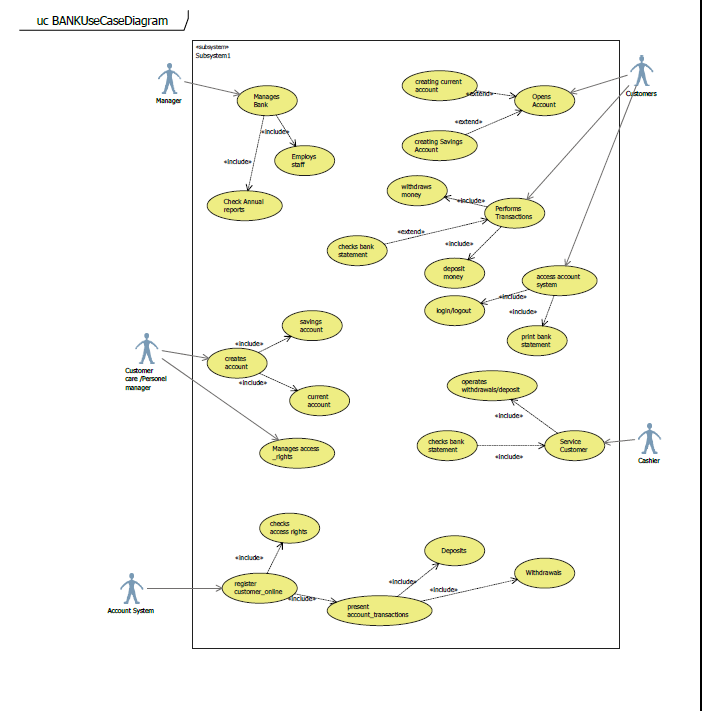 uc BANKUseCaseDiagram
«subsystem»
Subsystem1
Manager
Manages
Bank
«include»
Employs
staff
«include»
Check Annual
reports
creating current
account
«extend»
Opens
Account
Customers
«extend»
creating Savings
Account
withdraws
money
«include»
Performs
Transactions
«extend»
checks bank
statement
«include»
deposit
money
access account
system
«include»
login/logout
«include»
print bank
statement
savings
account
«include»
creates
account
«include»
current
account
Customer
care /Personel
manager
Manages access
_rights
operates
withdrawals/deposit
«include»
checks bank
statement
«include»
Service
Customer
Cashier
checks
access rights
«include»
register
customer_online
«include»
Account System
present
account_transactions
«include»
Deposits
«include»
Withdrawals